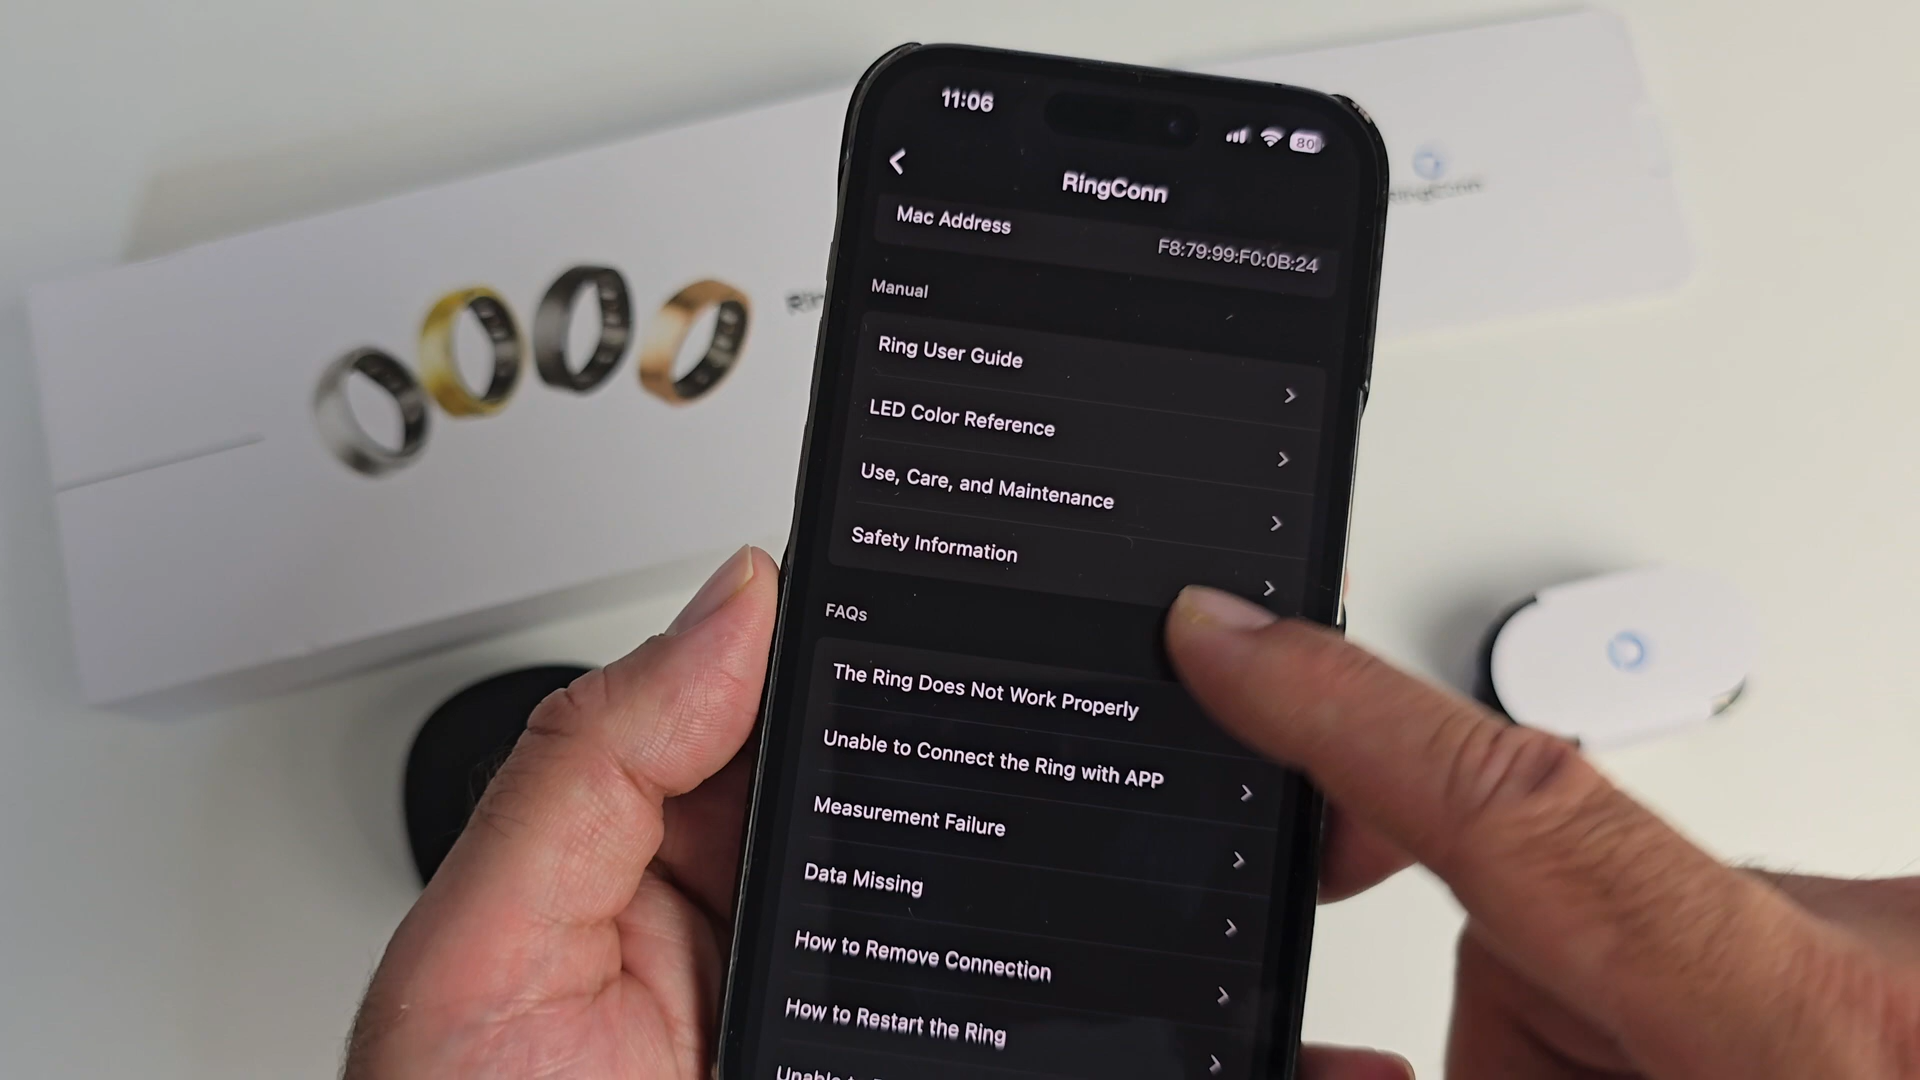 11:06
80
RingConn
Mac Address
F8:79:99:F0:0B:24
Manual
Ring User Guide
LED Color Reference
Use, Care, and Maintenance
Safety Information
FAQs
The Ring Does Not Work Properly
Unable to Connect the Ring with APP
Measurement Failure
Data Missing
How to Remove Connection
How to Restart the Ring
RingConn